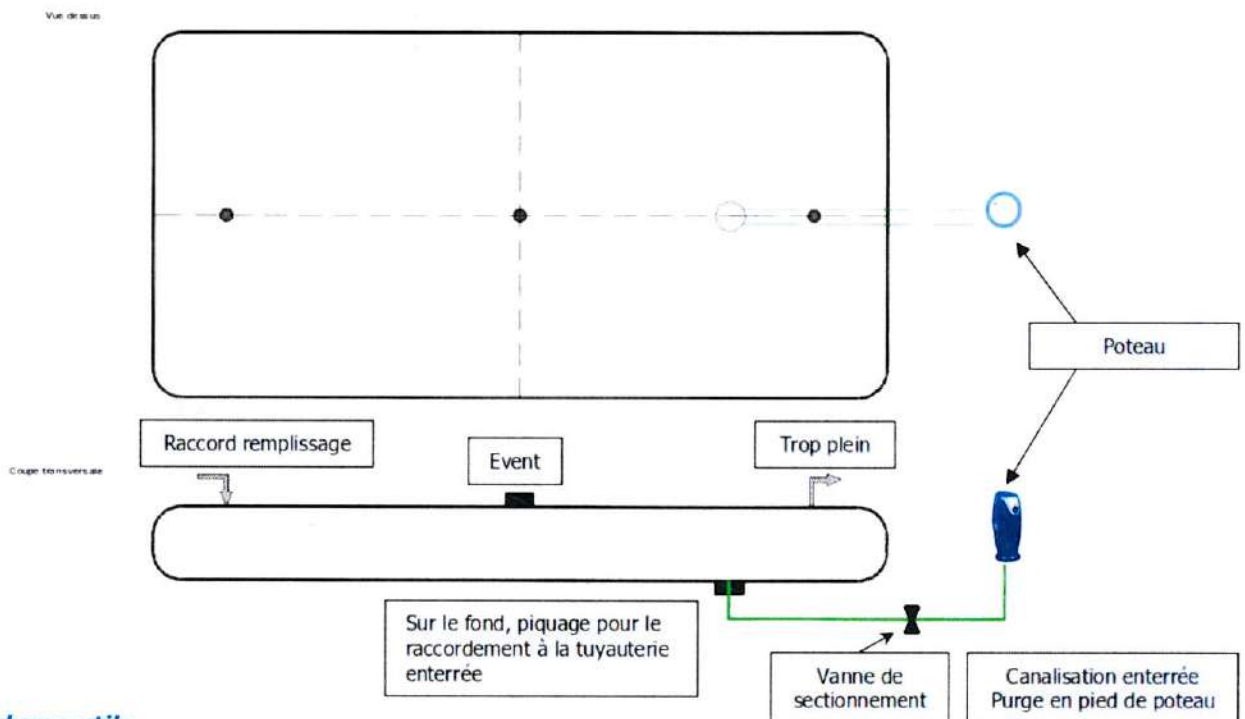 Vue dessus
Poteau
Raccord remplissage
Event
Trop plein
Coupe transversale
Sur le fond, piquage pour le
raccordement à la tuyauterie
enterrée
Vanne de
sectionnement
Canalisation enterrée
Purge en pied de poteau